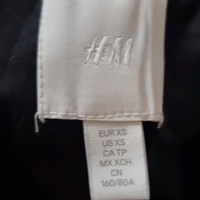 H&M
EUR XS
US XS
CA TP
MX XCH
CN
160/80A